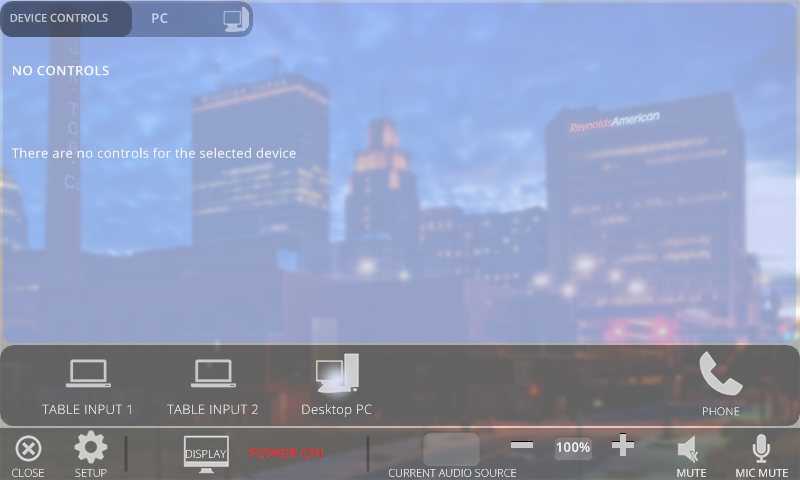 DEVICE CONTROLS
PC
NO CONTROLS
There are no controls for the selected device
ReynoldsAmerican
TABLE INPUT 1
TABLE INPUT 2
Desktop PC
PHONE
DISPLAY
POWER ON
100%
CLOSE
SETUP
CURRENT AUDIO SOURCE
MUTE
MIC MUTE